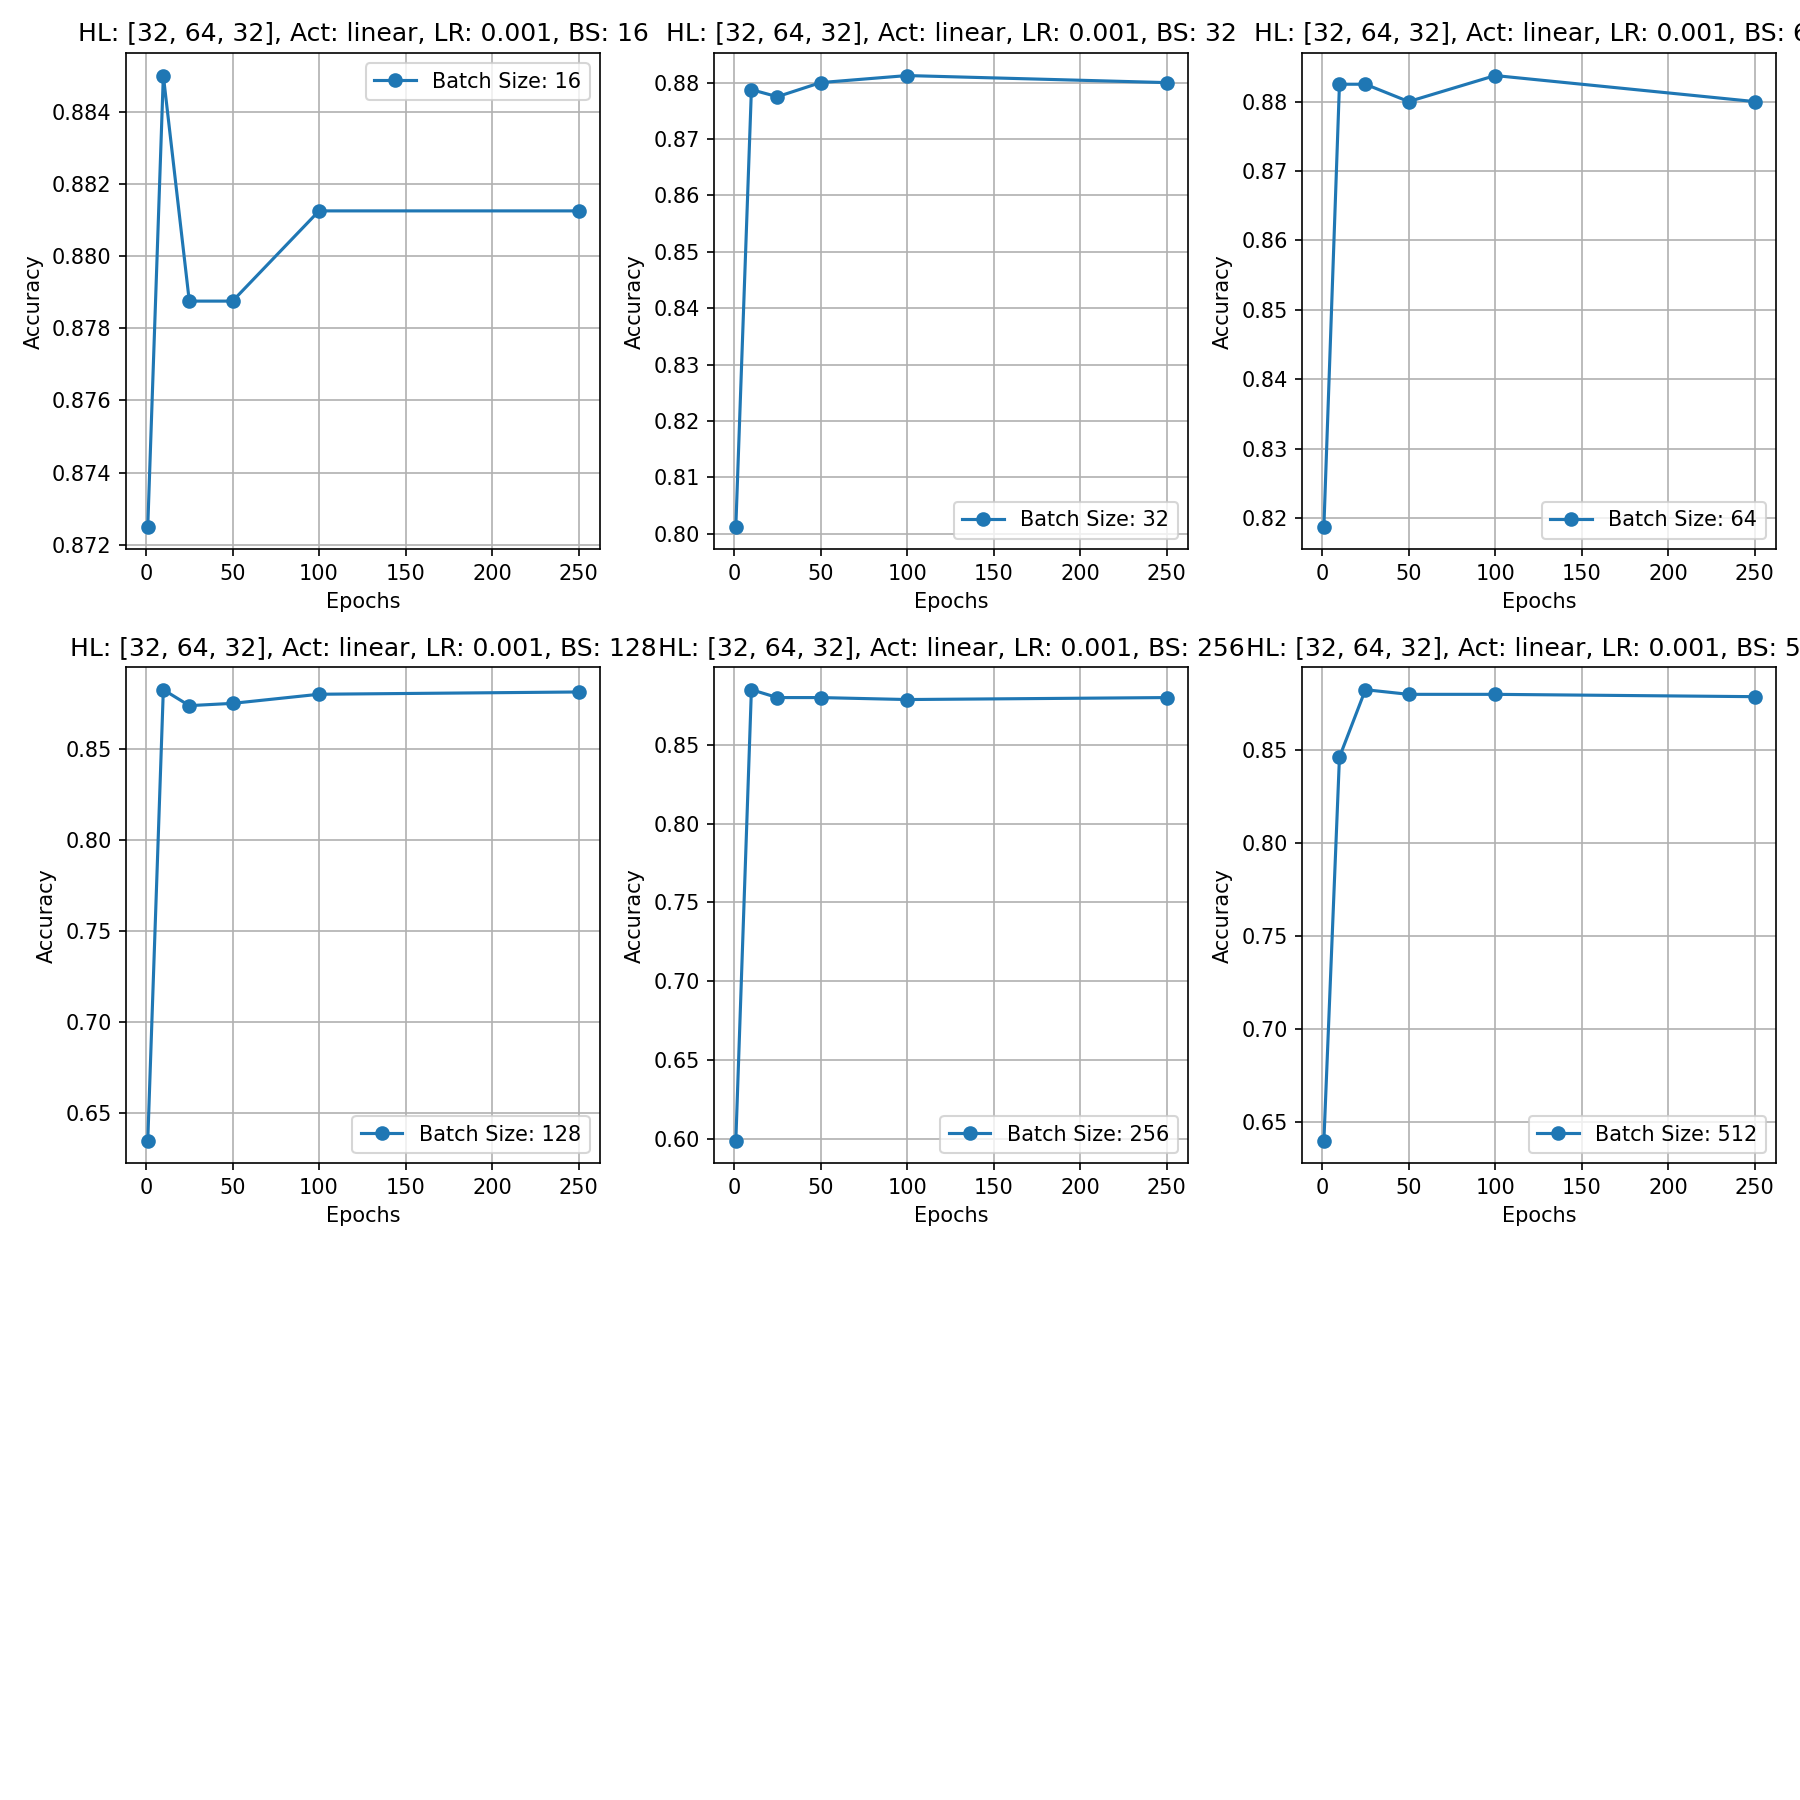 HL: [32, 64, 32], Act: linear, LR: 0.001, BS: 16
Batch Size: 16
Accuracy
0.884
0.882
0.880
0.878
0.876
0.874
0.872
0 50 100 150 200 250
Epochs
HL: [32, 64, 32], Act: linear, LR: 0.001, BS: 32
Accuracy
0.88
0.87
0.86
0.85
0.84
0.83
0.82
0.81
0.80
Batch Size: 32
0 50 100 150 200 250
Epochs
HL: [32, 64, 32], Act: linear, LR: 0.001, BS: 6
Accuracy
0.88
0.87
0.86
0.85
0.84
0.83
0.82
Batch Size: 64
0 50 100 150 200 250
Epochs
HL: [32, 64, 32], Act: linear, LR: 0.001, BS: 128
Accuracy
0.85
0.80
0.75
0.70
0.65
Batch Size: 128
0 50 100 150 200 250
Epochs
HL: [32, 64, 32], Act: linear, LR: 0.001, BS: 256
Accuracy
0.85
0.80
0.75
0.70
0.65
0.60
Batch Size: 256
0 50 100 150 200 250
Epochs
HL: [32, 64, 32], Act: linear, LR: 0.001, BS: 5
Accuracy
0.85
0.80
0.75
0.70
0.65
Batch Size: 512
0 50 100 150 200 250
Epochs